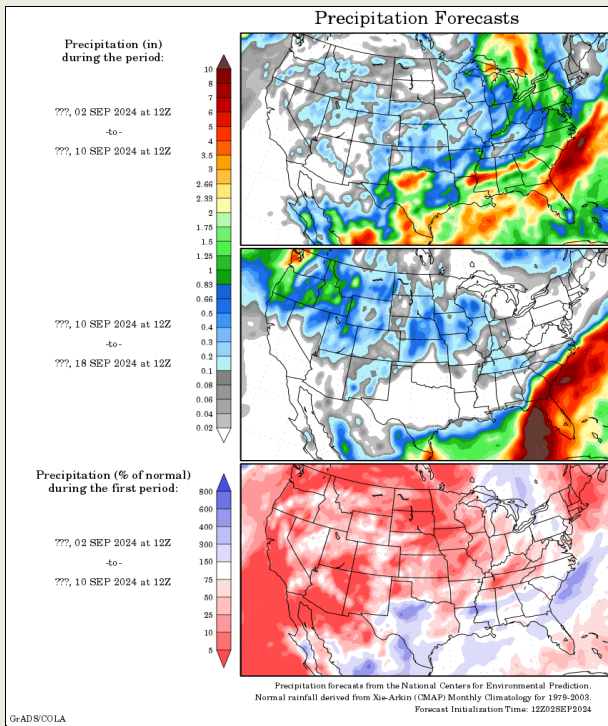 Precipitation Forecasts
Precipitation (in)
during the period:
???, 02 SEP 2024 at 12Z
-to-
???, 10 SEP 2024 at 12Z
10
8
7
6
5
4
3.5
3
2.66
2.33
2
1.75
1.5
1.25
1
0.83
0.66
0.5
0.4
0.3
0.2
0.1
0.08
0.06
0.04
0.02
???, 10 SEP 2024 at 12Z
-to-
???, 18 SEP 2024 at 12Z
Precipitation (% of normal)
during the first period:
???, 02 SEP 2024 at 12Z
-to-
???, 10 SEP 2024 at 12Z
800
600
400
300
150
75
50
25
10
5
Precipitation forecasts from the National Centers for Environmental Prediction.
Normal rainfall derived from Xie-Arkin (CMAP) Monthly Climatology for 1979-2003.
Forecast Initialization Time: 12Z02SEP2024
GrADS/COLA